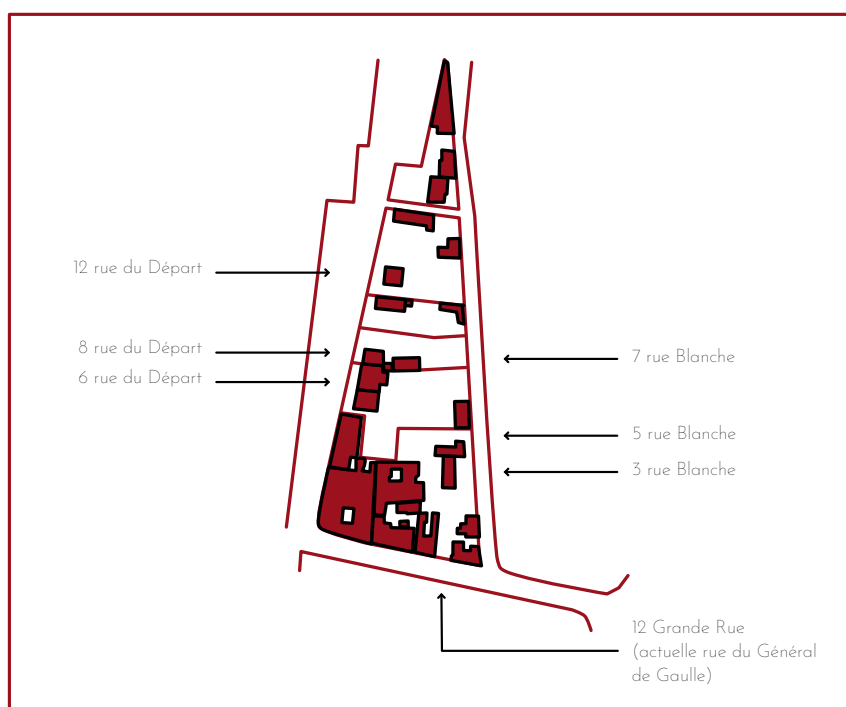 12 rue du Départ
8 rue du Départ
6 rue du Départ
7 rue Blanche
5 rue Blanche
3 rue Blanche
12 Grande Rue
(actuelle rue du Général
de Gaulle)